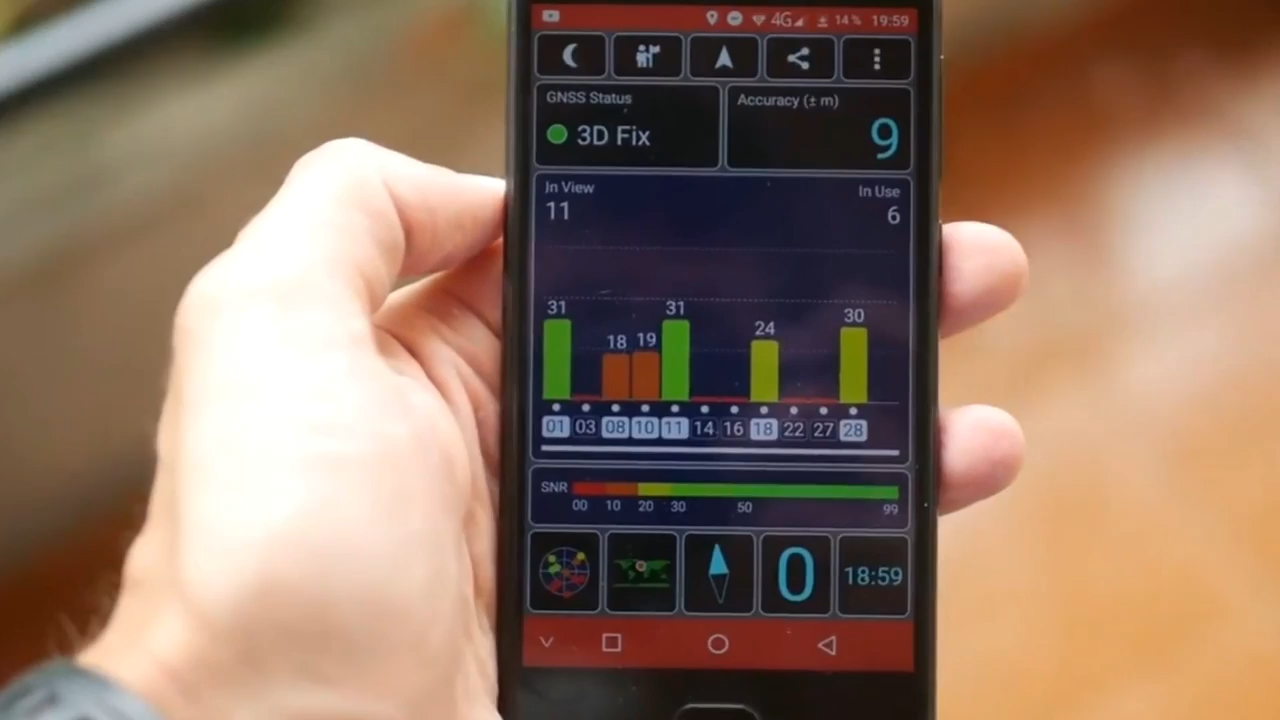 4G 14% 19:59
GNSS Status
3D Fix
Accuracy (± m)
9
In View
11
In Use
6
31 18 19 31 24 30
01 03 08 10 11 14 16 18 22 27 28
SNR
00 10 20 30 50 99
0
18:59